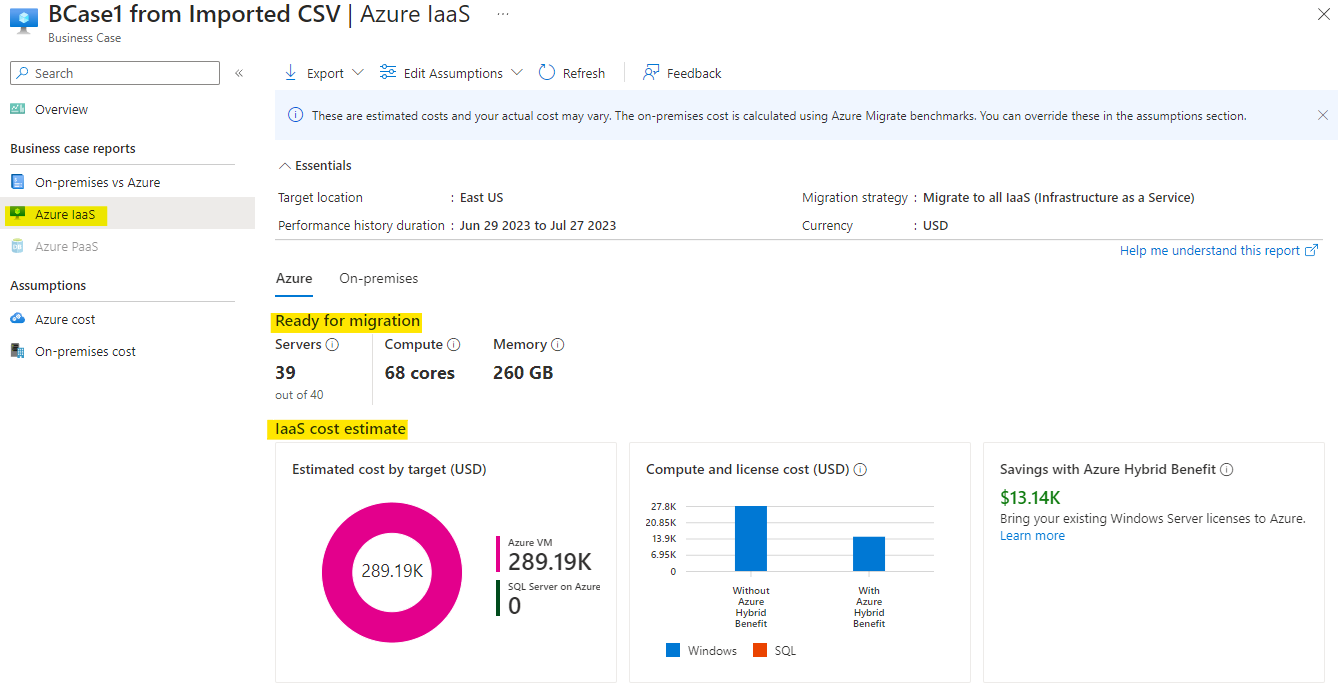 BCase1 from Imported CSV | Azure IaaS ...
Business Case
Search «
Overview
Business case reports
On-premises vs Azure
Azure IaaS
Azure PaaS
Assumptions
Azure cost
On-premises cost
Export Edit Assumptions Refresh Feedback
These are estimated costs and your actual cost may vary. The on-premises cost is calculated using Azure Migrate benchmarks. You can override these in the assumptions section.
Essentials
Target location : East US
Migration strategy : Migrate to all IaaS (Infrastructure as a Service)
Performance history duration : Jun 29 2023 to Jul 27 2023
Currency : USD
Help me understand this report
Azure On-premises
Ready for migration
Servers Compute Memory
39 68 cores 260 GB
out of 40
IaaS cost estimate
Estimated cost by target (USD)
289.19K
Azure VM
289.19K
SQL Server on Azure
0
Compute and license cost (USD)
27.8K
20.85K
13.9K
6.95K
0
Without
Azure
Hybrid
Benefit
With
Azure
Hybrid
Benefit
Windows SQL
Savings with Azure Hybrid Benefit
$13.14K
Bring your existing Windows Server licenses to Azure.
Learn more